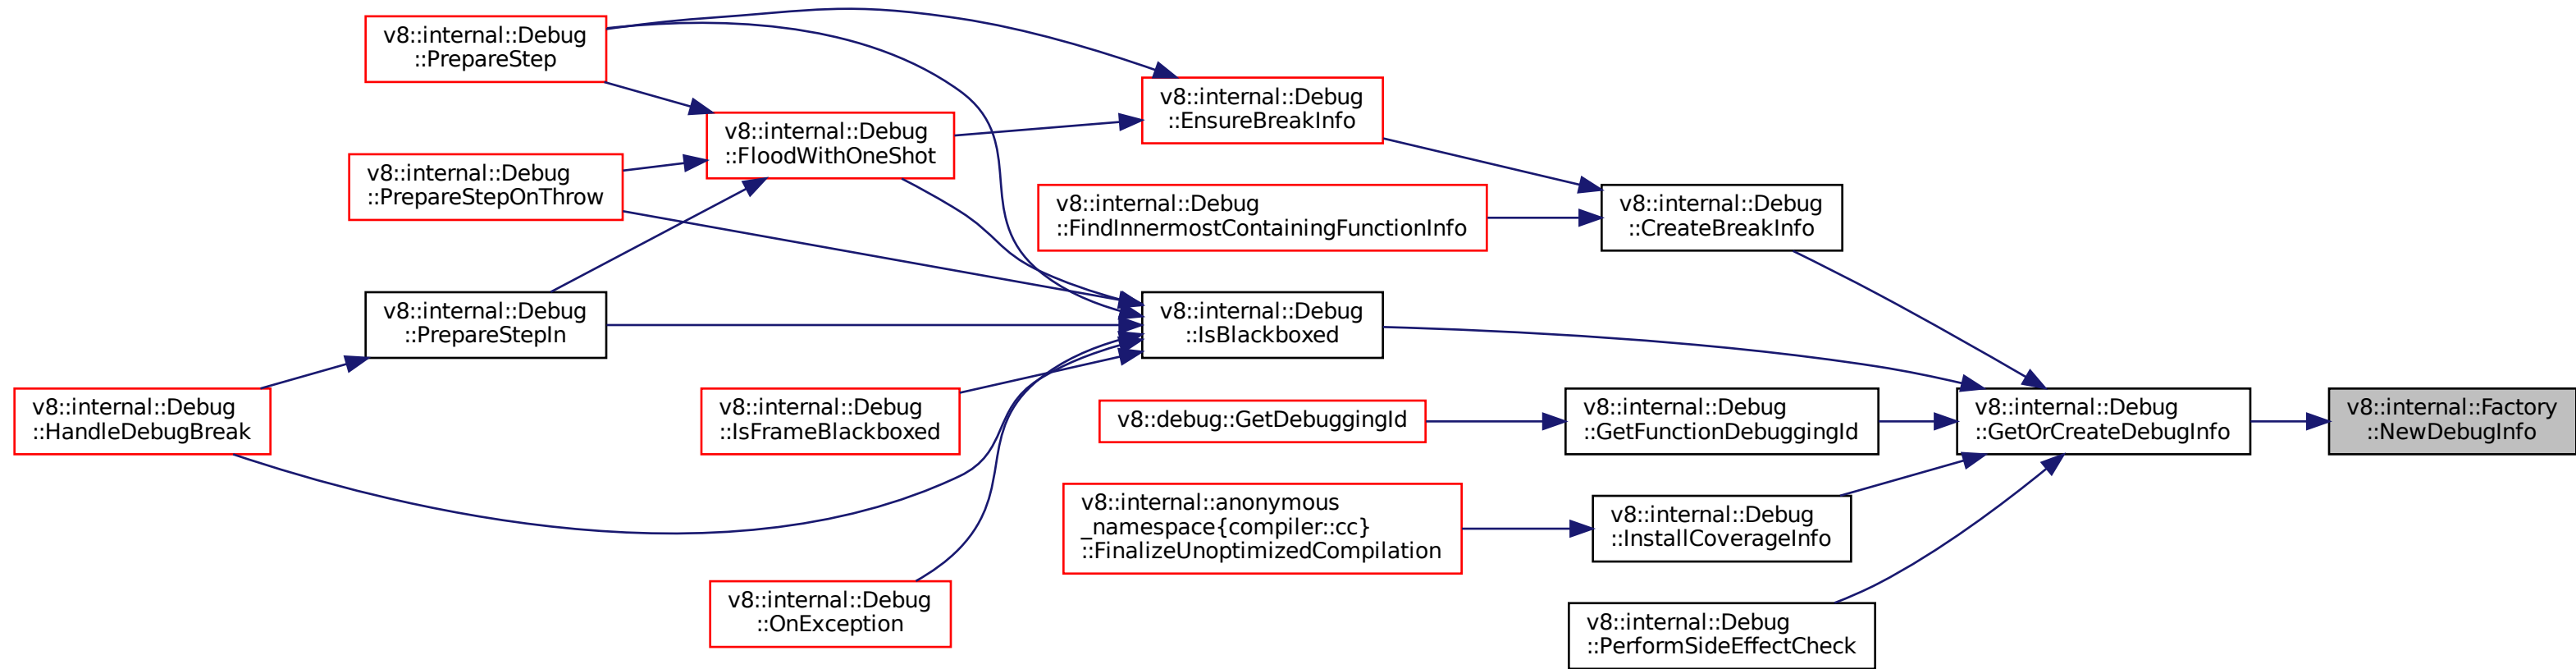 v8::internal::Debug
::PrepareStep
v8::internal::Debug
::EnsureBreakInfo
v8::internal::Debug
::FloodWithOneShot
v8::internal::Debug
::PrepareStepOnThrow
v8::internal::Debug
::FindInnermostContainingFunctionInfo
v8::internal::Debug
::CreateBreakInfo
v8::internal::Debug
::PrepareStepIn
v8::internal::Debug
::IsBlackboxed
v8::internal::Debug
::HandleDebugBreak
v8::internal::Debug
::IsFrameBlackboxed
v8::debug::GetDebuggingId
v8::internal::Debug
::GetFunctionDebuggingId
v8::internal::Debug
::GetOrCreateDebugInfo
v8::internal::Factory
::NewDebugInfo
v8::internal::anonymous
_namespace{compiler::cc}
::FinalizeUnoptimizedCompilation
v8::internal::Debug
::InstallCoverageInfo
v8::internal::Debug
::OnException
v8::internal::Debug
::PerformSideEffectCheck